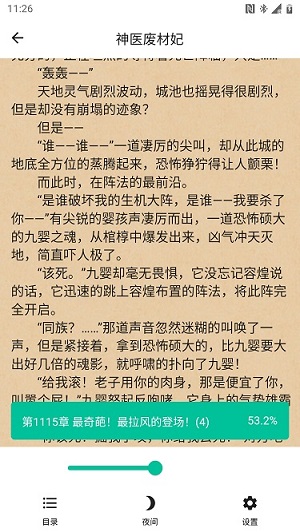 11:26
神医废材妃
“轰轰——”
天地灵气剧烈波动，城池也摇晃得很剧烈，
但是却没有崩塌的迹象？
但是——
“谁——谁——”一道凄厉的尖叫，却从此城的
地底全方位的蒸腾起来，恐怖狰狞得让人颤栗！
而此时，在阵法的最前沿。
“是谁破坏我的生机大阵，是谁——我要杀了
你——”有尖锐的婴孩声凄厉而出，一道恐怖硕大
的九婴之魂，从棺椁中爆发出来，凶气冲天灭
地，简直吓人极了。
“该死。”九婴却毫无畏惧，它没忘记容煌说
的话，它迅速的跳上容煌布置的阵法，将此阵完
全开启。
“同族？……”那道声音忽然迷糊的叫唤了一
声，但是紧接着，拿到恐怖硕大的，比九婴要大
出好几倍的魂影，就呼啸的扑向了九婴！
“给我滚！老子用你的肉身，那是便宜了你，
第1115章 最奇葩！最拉风的登场！(4)
53.2%
目录
夜间
设置